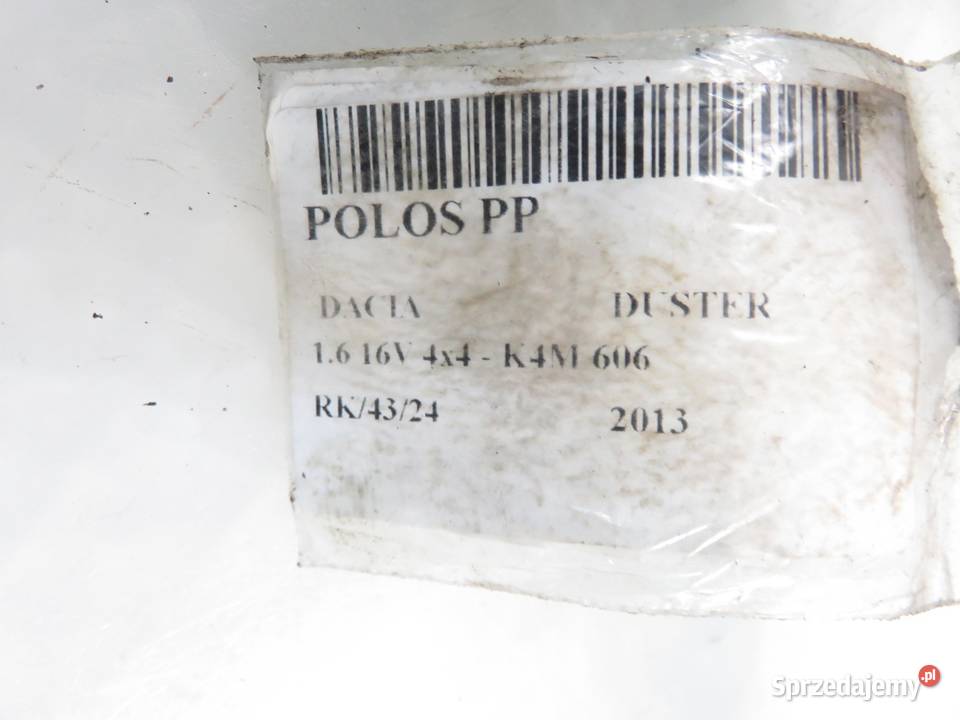 POLOS PP
DACIA DUSTER
1.6 16V 4x4 - K4M 606
RK/43/24 2013
Sprzedajemy.pl